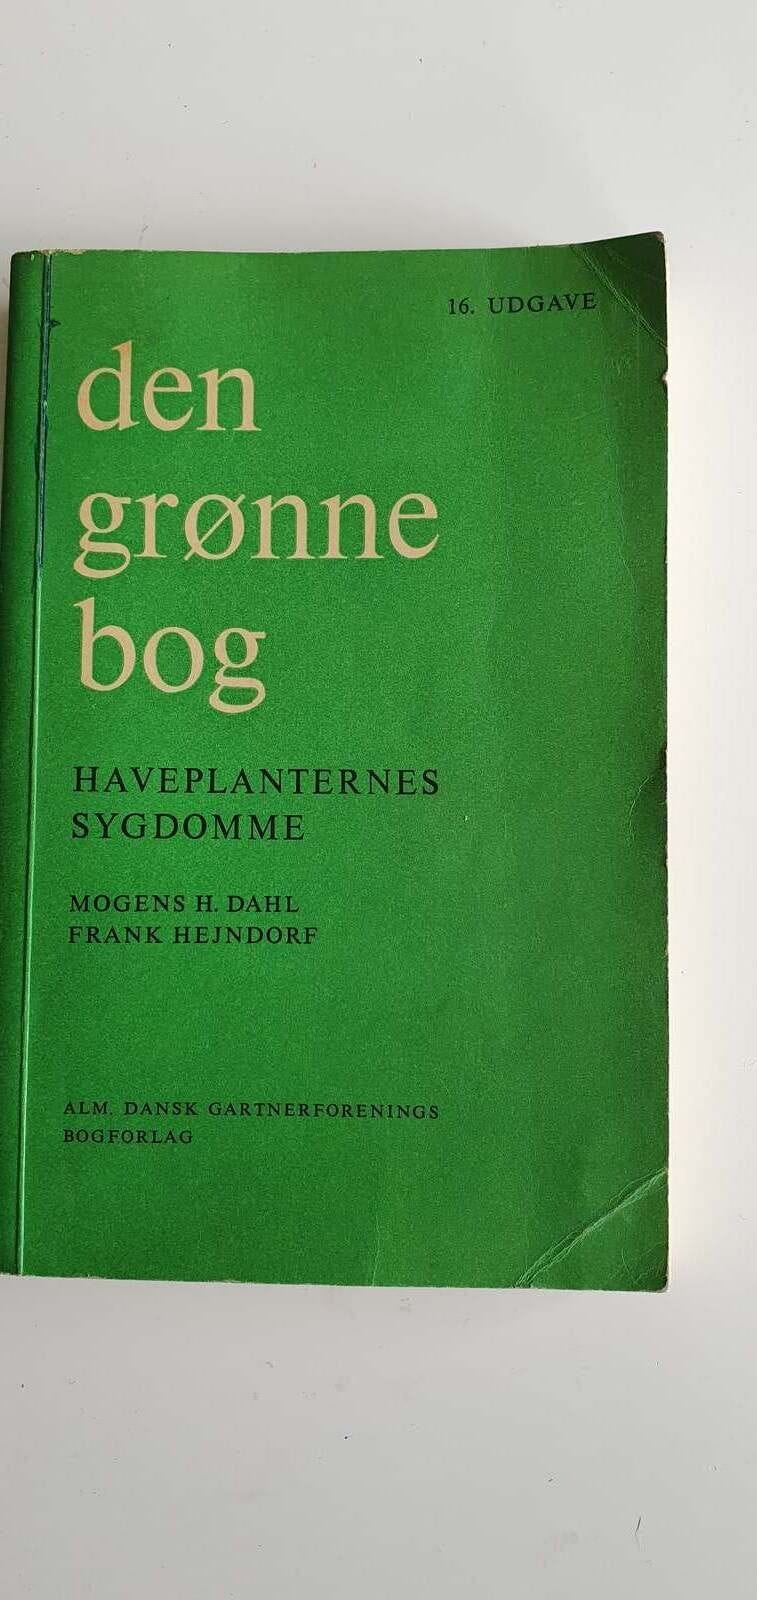 16. UDGAVE
den
grønne
bog
HAVEPLANTERNES
SYGDOMME
MOGENS H. DAHL
FRANK HEJNDORF
ALM. DANSK GARTNERFORENINGS
BOGFORLAG